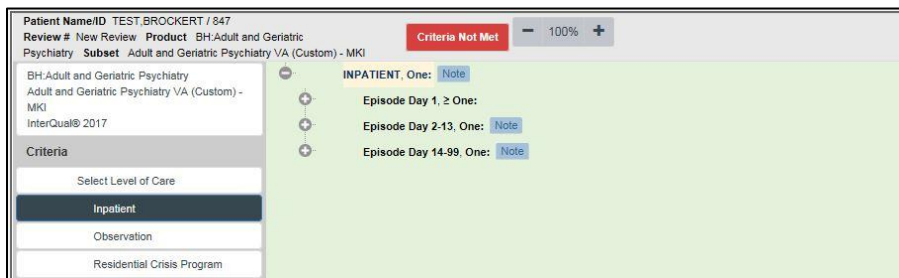 Patient Name/ID TEST,BROCKERT / 847
Review # New Review Product BH:Adult and Geriatric
Psychiatry Subset Adult and Geriatric Psychiatry VA (Custom) - MKI
Criteria Not Met
100%
BH:Adult and Geriatric Psychiatry
Adult and Geriatric Psychiatry VA (Custom) -
MKI
InterQual® 2017
Criteria
Select Level of Care
Inpatient
Observation
Residential Crisis Program
INPATIENT, One: Note
Episode Day 1, ≥ One:
Episode Day 2-13, One: Note
Episode Day 14-99, One: Note